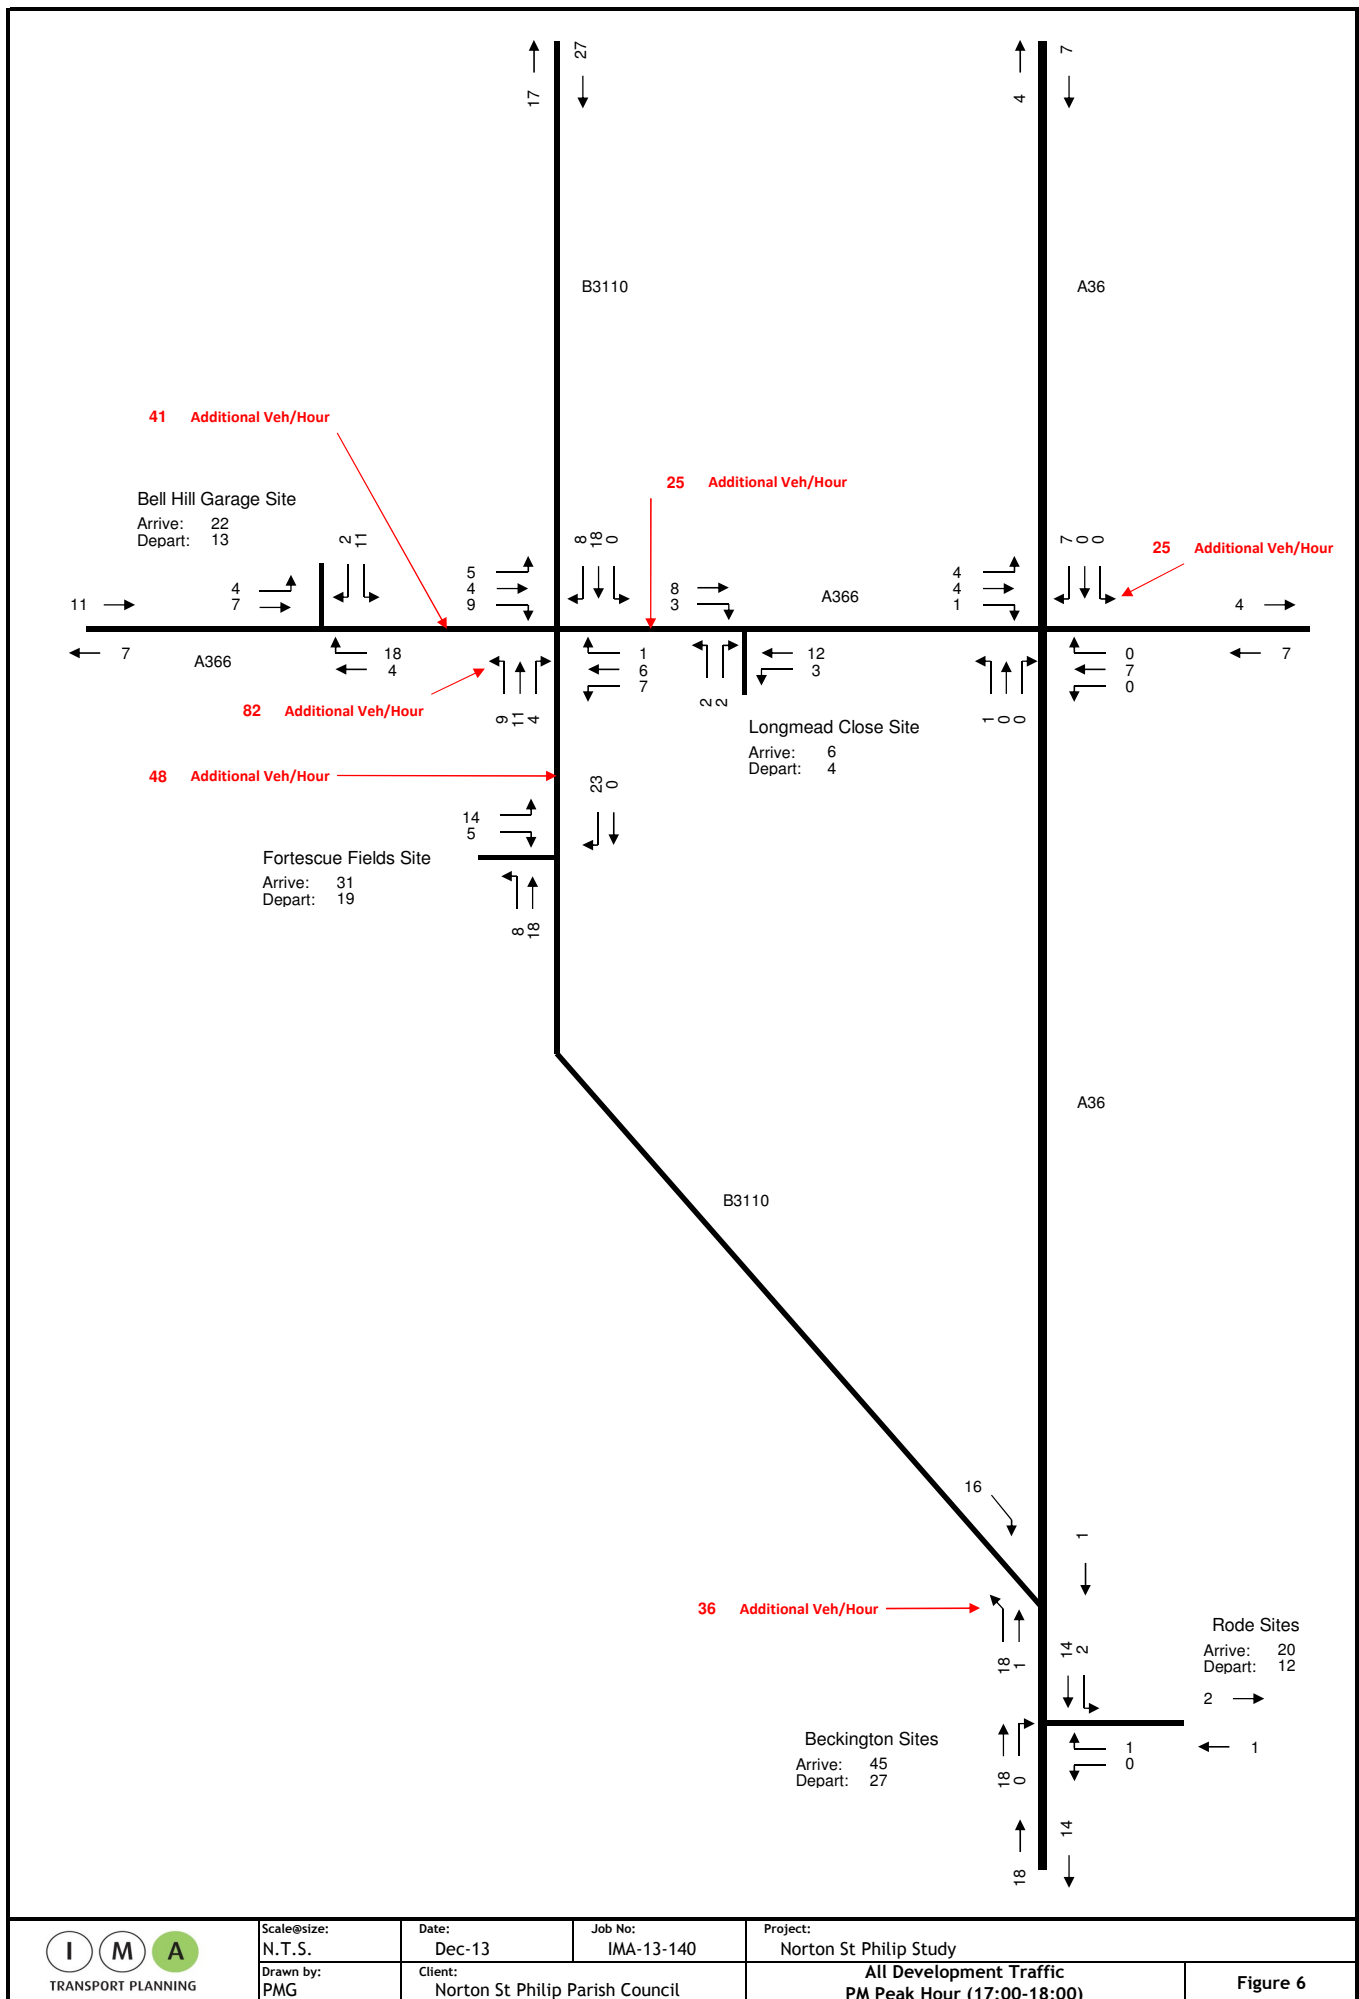 27
7
17
4
B3110
A36
41 Additional Veh/Hour
25 Additional Veh/Hour
Bell Hill Garage Site
Arrive: 22
Depart: 13
2
11
8
18
0
7
0
0
25 Additional Veh/Hour
4
7
5
4
9
8
3
A366
4
4
1
11
4
7
A366
18
4
1
6
7
12
3
0
7
0
7
82 Additional Veh/Hour
9
11
4
2
2
1
0
0
Longmead Close Site
Arrive: 6
Depart: 4
48 Additional Veh/Hour
23
0
14
5
Fortescue Fields Site
Arrive: 31
Depart: 19
8
18
A36
B3110
16
1
36 Additional Veh/Hour
18
1
14
2
Rode Sites
Arrive: 20
Depart: 12
2
Beckington Sites
Arrive: 45
Depart: 27
18
0
1
0
1
18
14
I M A
TRANSPORT PLANNING
Scale@size:
N.T.S.
Date:
Dec-13
Job No:
IMA-13-140
Project:
Norton St Philip Study
Drawn by:
PMG
Client:
Norton St Philip Parish Council
All Development Traffic
PM Peak Hour (17:00-18:00)
Figure 6